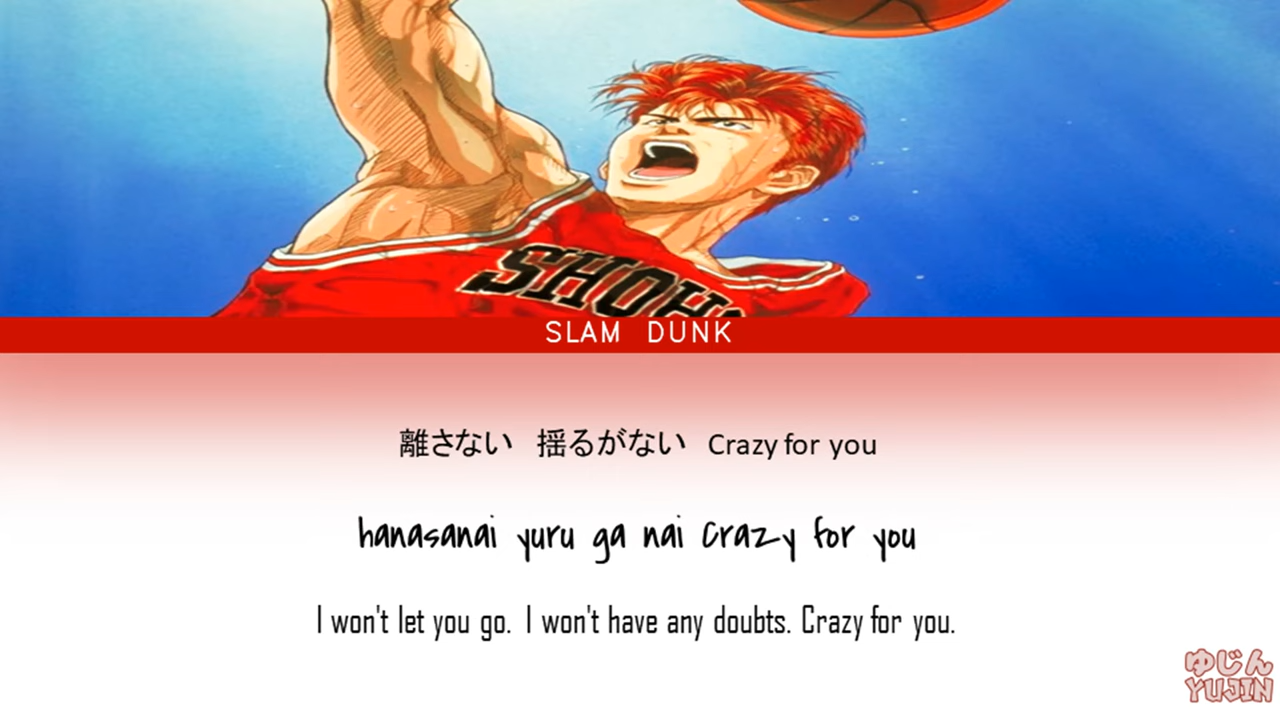 SHOH
SLAM DUNK
離さない 揺るがない Crazy for you
hanasanai yuru ga nai Crazy for you
I won't let you go. I won't have any doubts. Crazy for you.
ゆじん
YUJIN